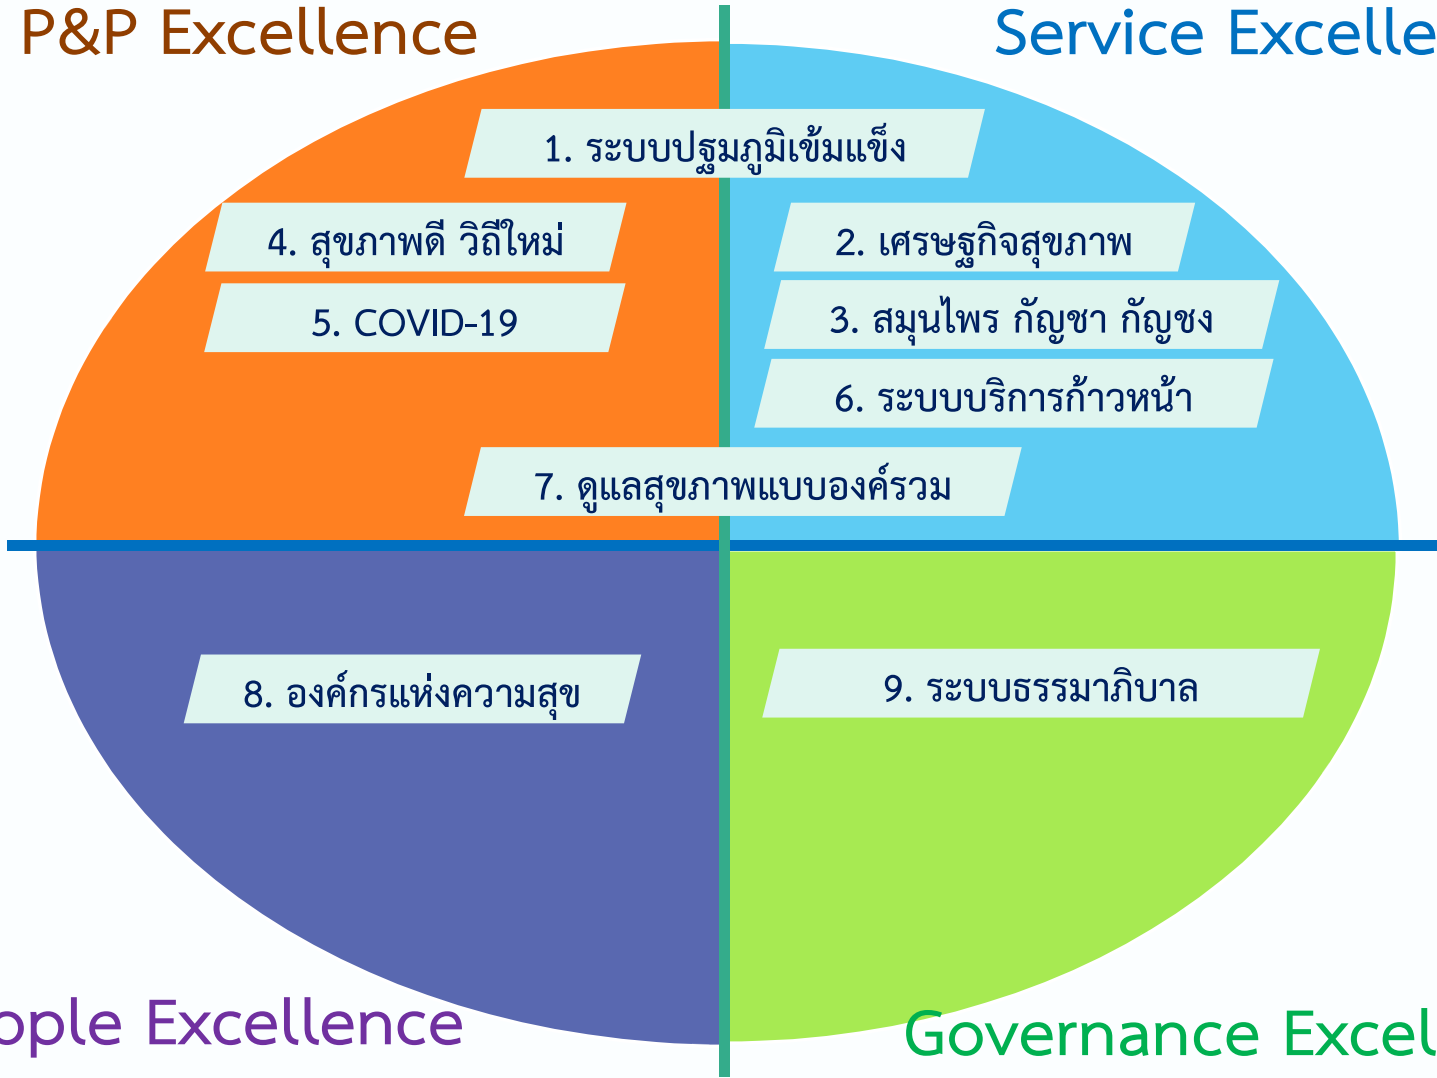 P&P Excellence
Service Excelle
1. ระบบปฐมภูมิเข้มแข็ง
4. สุขภาพดี วิถีใหม่
2. เศรษฐกิจสุขภาพ
5. COVID-19
3. สมุนไพร กัญชา กัญชง
6. ระบบบริการก้าวหน้า
7. ดูแลสุขภาพแบบองค์รวม
8. องค์กรแห่งความสุข
9. ระบบธรรมาภิบาล
ople Excellence
Governance Excel